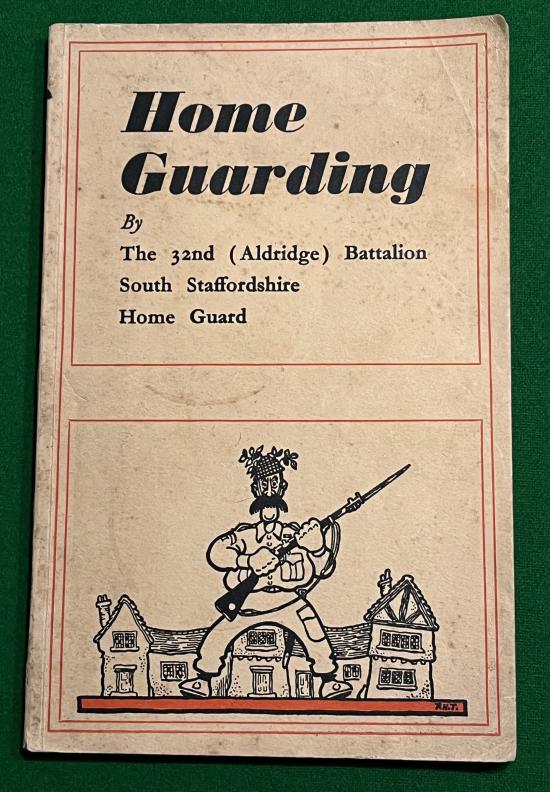 Home
Guarding
By
The 32nd (Aldridge) Battalion
South Staffordshire
Home Guard
R.H.T.